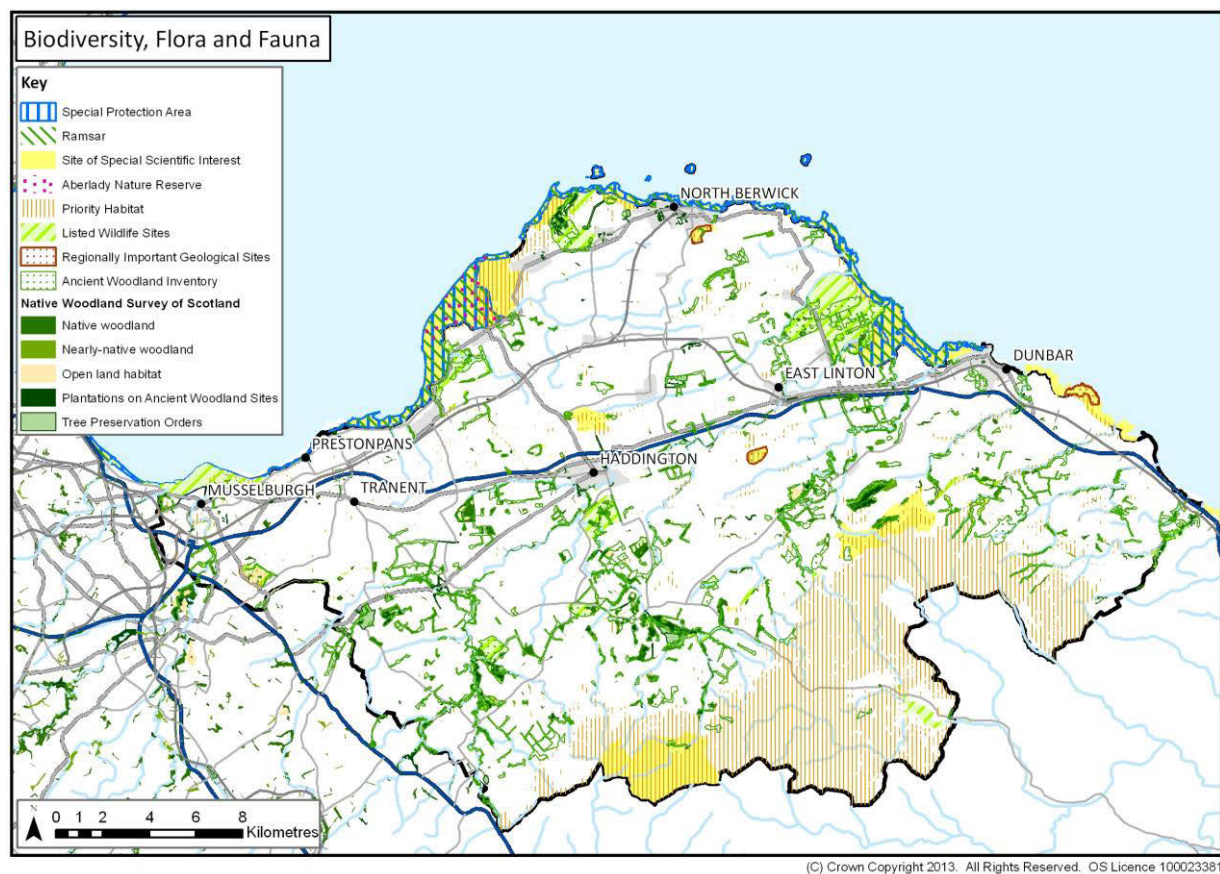 Biodiversity, Flora and Fauna
Key
Special Protection Area
Ramsar
Site of Special Scientific Interest
Aberlady Nature Reserve
Priority Habitat
Listed Wildlife Sites
Regionally Important Geological Sites
Ancient Woodland Inventory
Native Woodland Survey of Scotland
Native woodland
Nearly-native woodland
Open land habitat
Plantations on Ancient Woodland Sites
Tree Preservation Orders
NORTH BERWICK
DUNBAR
EAST LINTON
PRESTONPANS
HADDINGTON
MUSSELBURGH
TRANENT
N
0 1 2 4 6 8
Kilometres
(C) Crown Copyright 2013. All Rights Reserved. OS Licence 100023381